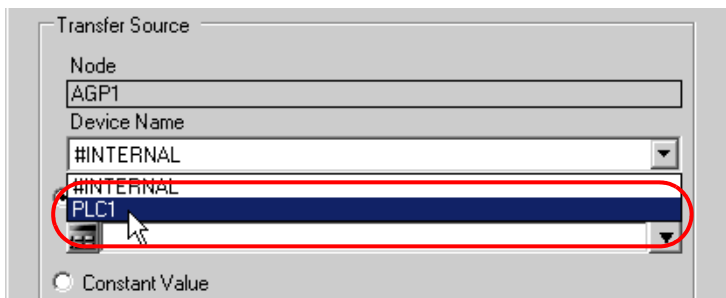 Transfer Source
Node
AGP1
Device Name
#INTERNAL
#INTERNAL
PLC1
Constant Value